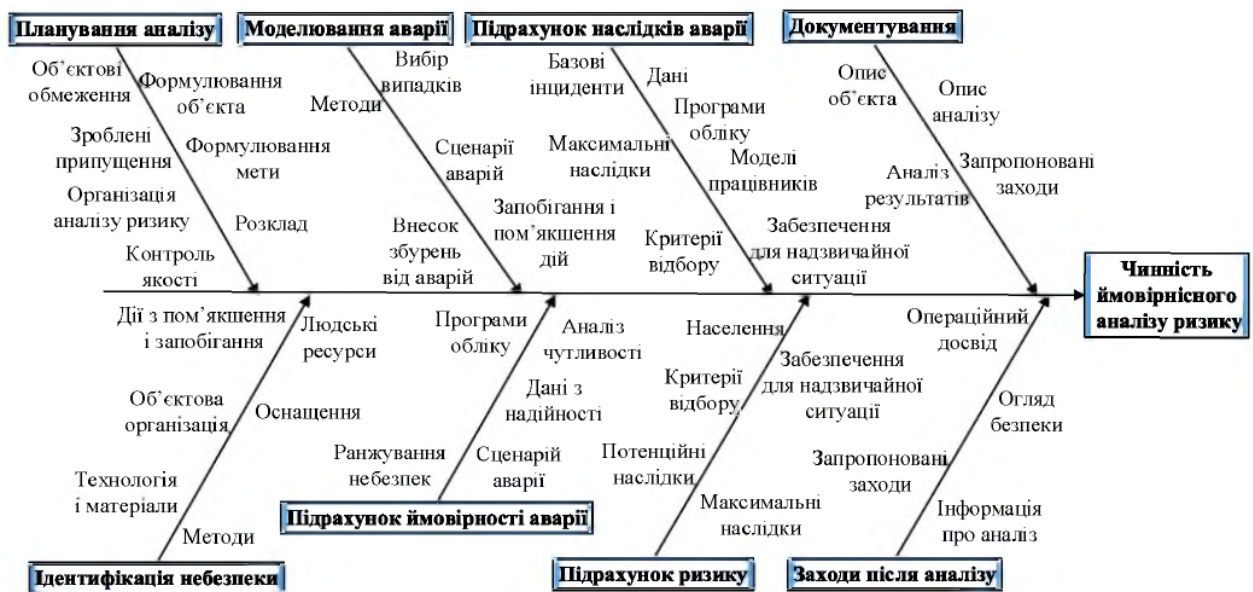 Планування аналізу
Моделювання аварії
Підрахунок наслідків аварії
Документування
Об’єктові
обмеження
Формулювання
об’єкта
Зроблені
припущення
Формулювання
мети
Організація
аналізу ризику
Розклад
Контроль
якості
Вибір
випадків
Методи
Сценарії
аварій
Внесок
збурень
від аварій
Запобігання і
пом’якшення
дій
Базові
інциденти
Дані
Програми
обліку
Максимальні
наслідки
Моделі
працівників
Критерії
відбору
Забезпечення
для надзвичайної
ситуації
Опис
об’єкта
Опис
аналізу
Аналіз
результатів
Запропоновані
заходи
Чинність
ймовірнісного
аналізу ризику
Дії з пом’якшення
і запобігання
Людські
ресурси
Об’єктова
організація
Оснащення
Технологія
і матеріали
Методи
Ідентифікація небезпеки
Програми
обліку
Аналіз
чутливості
Дані з
надійності
Ранжування
небезпек
Сценарій
аварії
Підрахунок ймовірності аварії
Населення
Критерії
відбору
Забезпечення
для надзвичайної
ситуації
Потенційні
наслідки
Максимальні
наслідки
Підрахунок ризику
Операційний
досвід
Огляд
безпеки
Запропоновані
заходи
Інформація
про аналіз
Заходи після аналізу